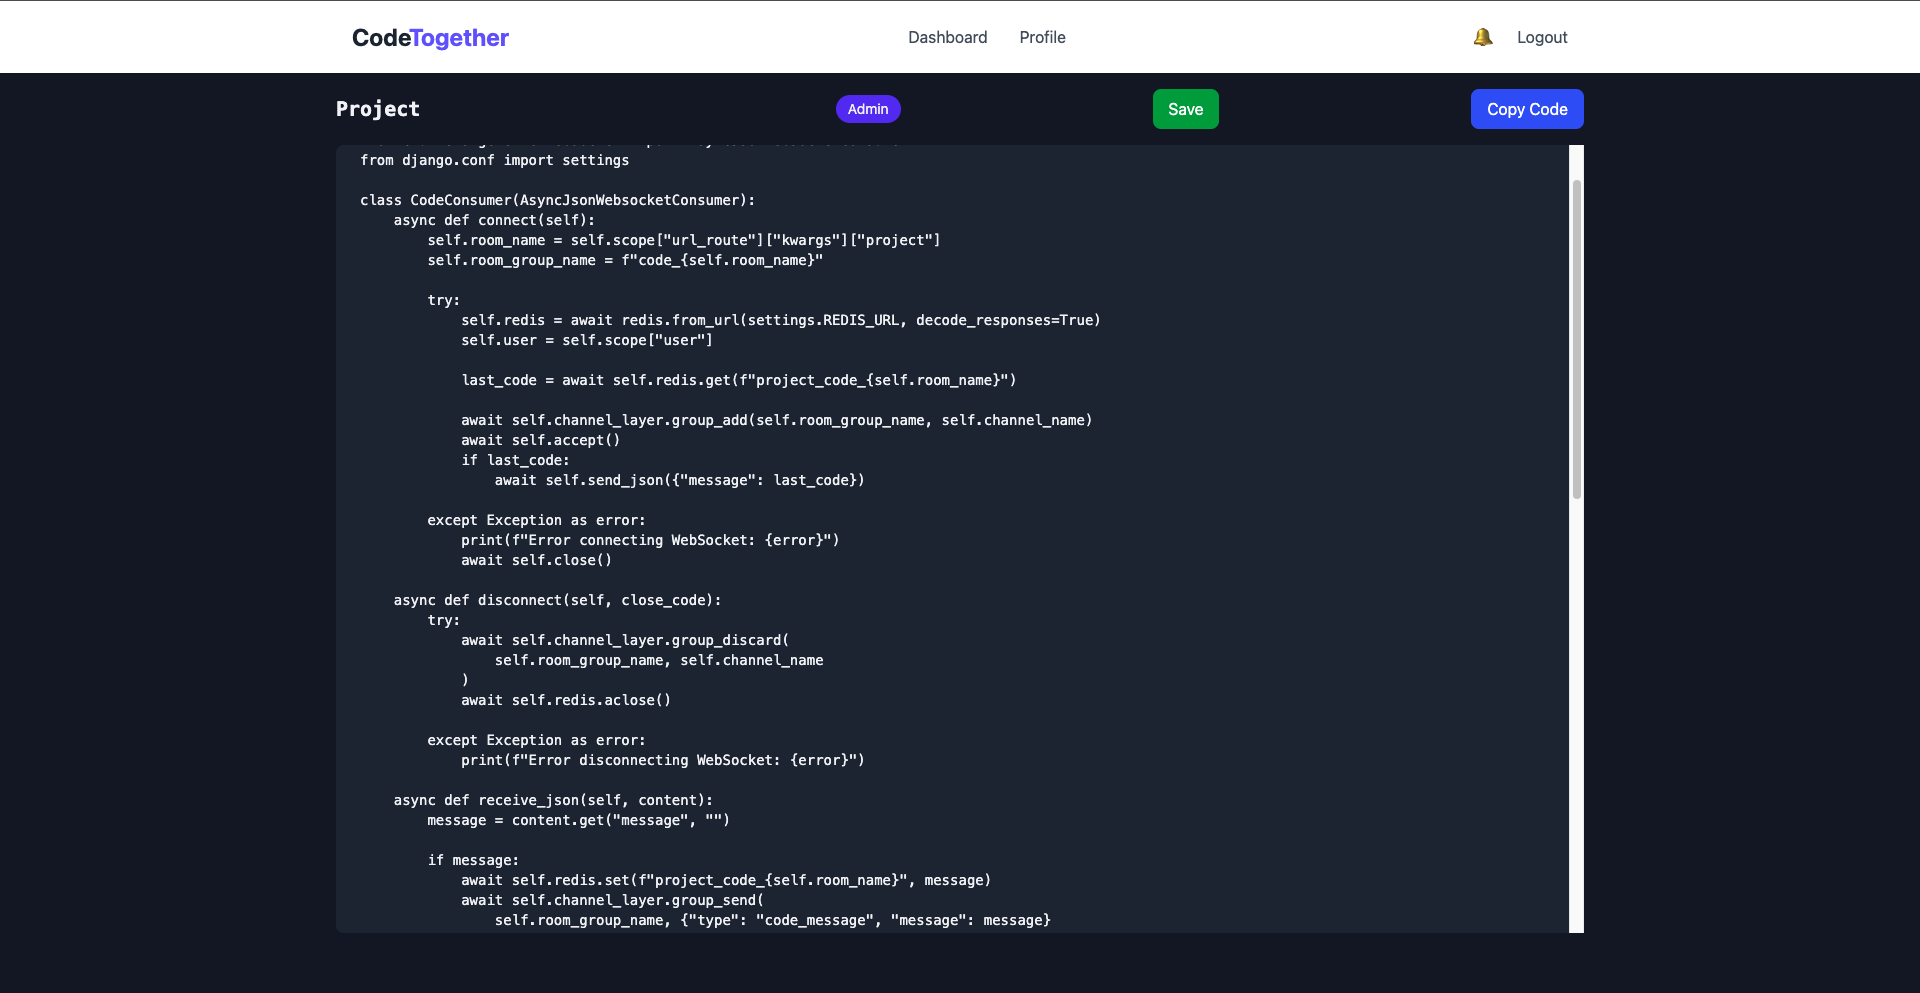 CodeTogether
Dashboard
Profile
Logout
Project
Admin
Save
Copy Code
from django.conf import settings
class CodeConsumer(AsyncJsonWebsocketConsumer):
    async def connect(self):
        self.room_name = self.scope["url_route"]["kwargs"]["project"]
        self.room_group_name = f"code_{self.room_name}"
        try:
            self.redis = await redis.from_url(settings.REDIS_URL, decode_responses=True)
            self.user = self.scope["user"]
            last_code = await self.redis.get(f"project_code_{self.room_name}")
            await self.channel_layer.group_add(self.room_group_name, self.channel_name)
            await self.accept()
            if last_code:
                await self.send_json({"message": last_code})
        except Exception as error:
            print(f"Error connecting WebSocket: {error}")
            await self.close()
    async def disconnect(self, close_code):
        try:
            await self.channel_layer.group_discard(
                self.room_group_name, self.channel_name
            )
            await self.redis.aclose()
        except Exception as error:
            print(f"Error disconnecting WebSocket: {error}")
    async def receive_json(self, content):
        message = content.get("message", "")
        if message:
            await self.redis.set(f"project_code_{self.room_name}", message)
            await self.channel_layer.group_send(
                self.room_group_name, {"type": "code_message", "message": message}